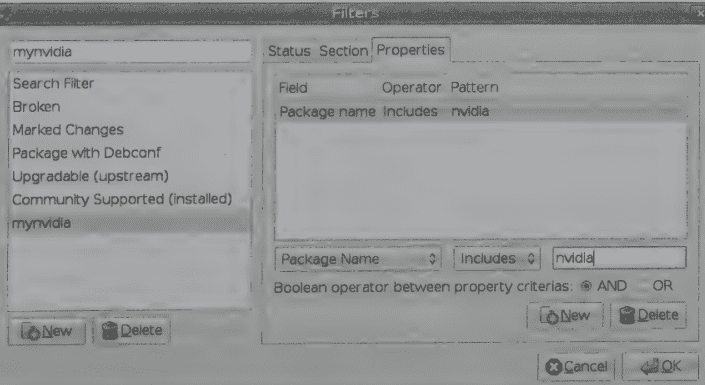 Filters
mynvidia
Search Filter
Broken
Marked Changes
Package with Debconf
Upgradable (upstream)
Community Supported (installed)
mynvidia
New Delete
Status Section Properties
Field Operator Pattern
Package name Includes nvidia
Package Name Includes nvidia
Boolean operator between property criterias: AND OR
New Delete
Cancel OK